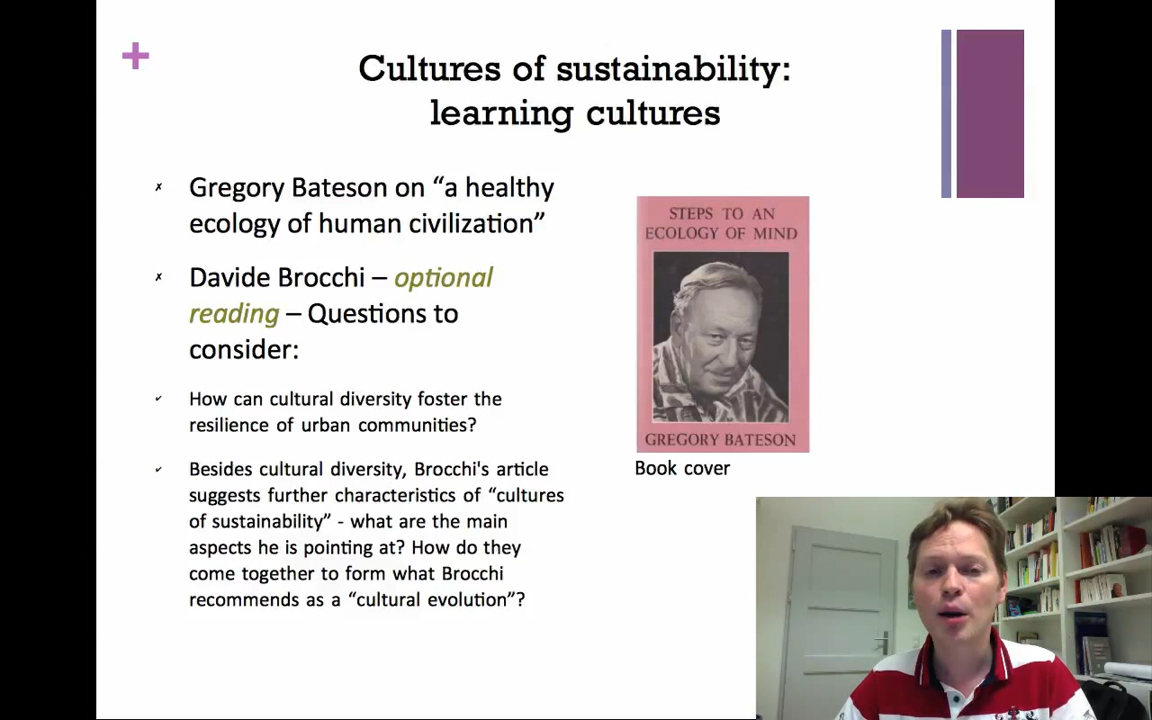 Cultures of sustainability:
learning cultures
Gregory Bateson on “a healthy
ecology of human civilization”
Davide Brocchi – optional
reading – Questions to
consider:
How can cultural diversity foster the
resilience of urban communities?
Besides cultural diversity, Brocchi's article
suggests further characteristics of “cultures
of sustainability” - what are the main
aspects he is pointing at? How do they
come together to form what Brocchi
recommends as a “cultural evolution”?
STEPS TO AN
ECOLOGY OF MIND
GREGORY BATESON
Book cover